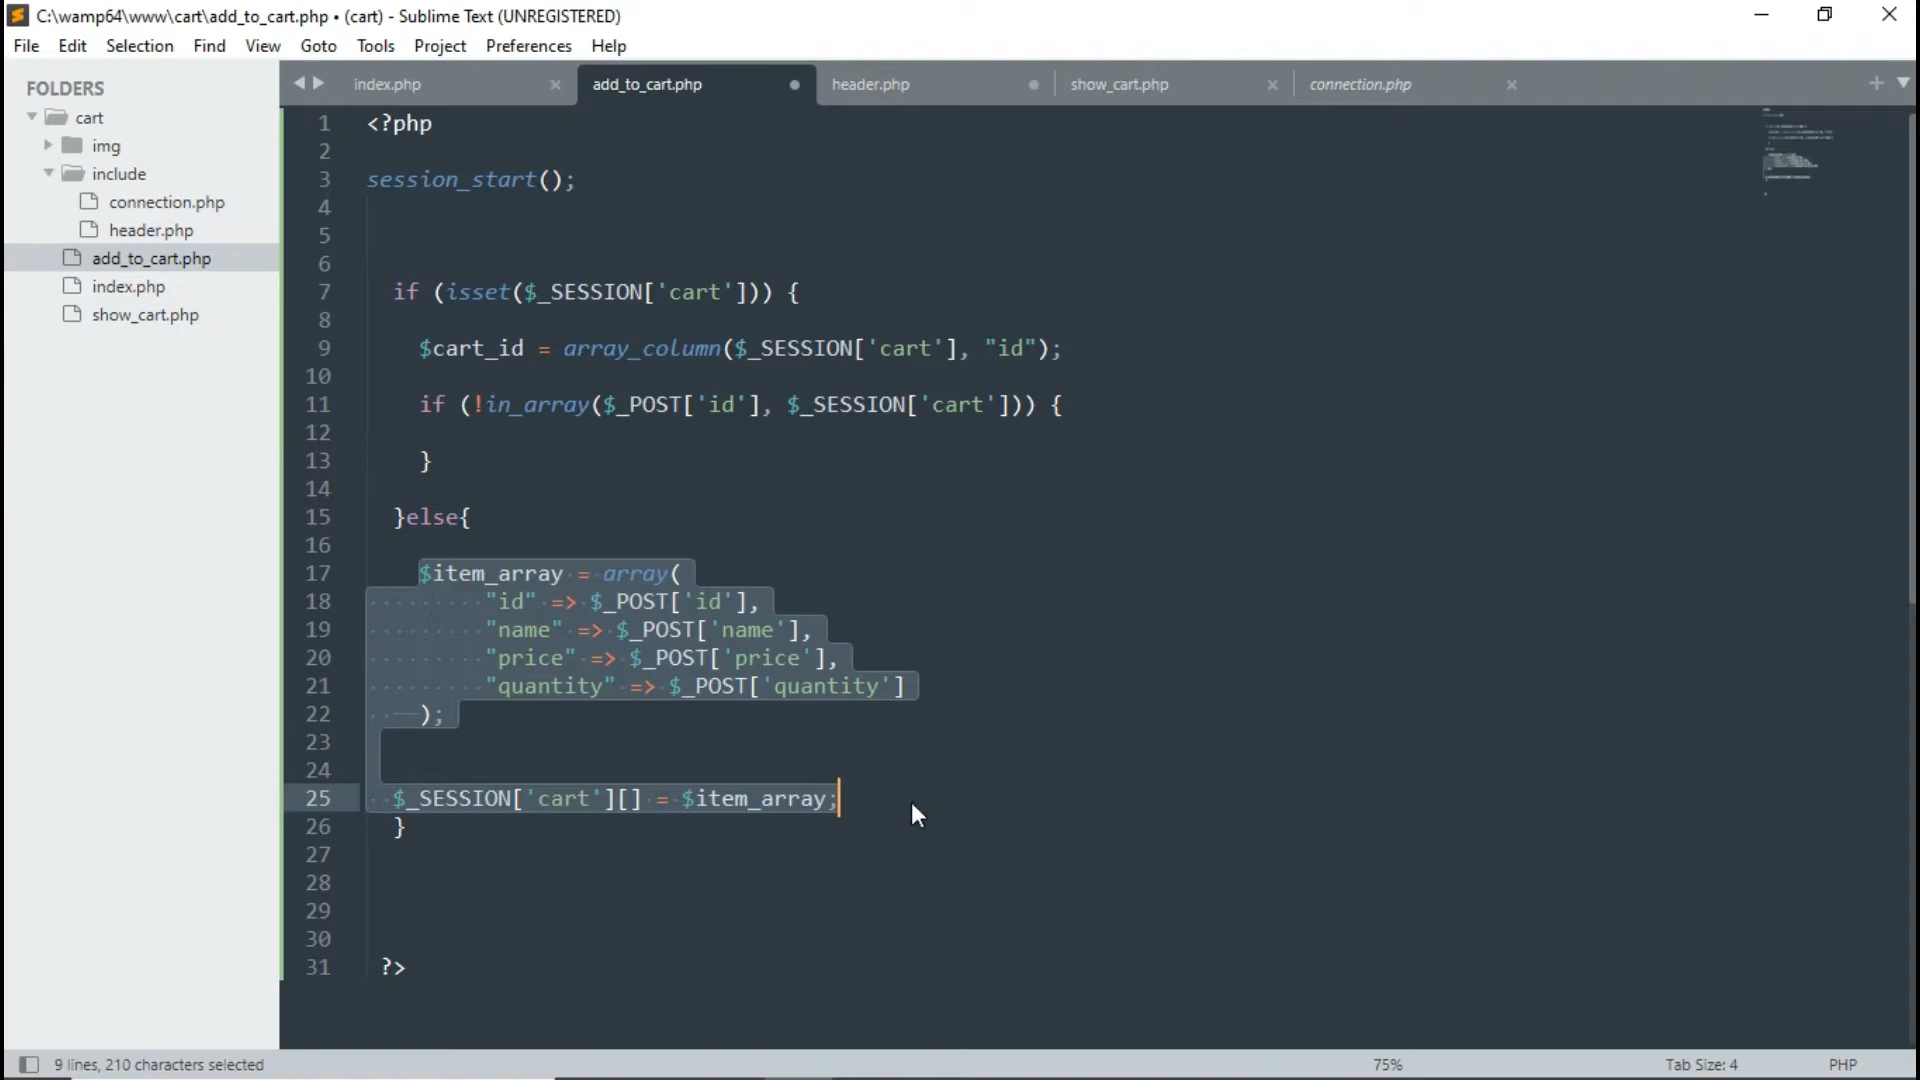 C:\wamp64\www\cart\add_to_cart.php • (cart) - Sublime Text (UNREGISTERED)
File Edit Selection Find View Goto Tools Project Preferences Help
FOLDERS
cart
img
include
connection.php
header.php
add_to_cart.php
index.php
show_cart.php
index.php add_to_cart.php header.php show_cart.php connection.php
1 <?php
2
3 session_start();
4
5
6
7 if (isset($_SESSION['cart'])) {
8
9 $cart_id = array_column($_SESSION['cart'], "id");
10
11 if (!in_array($_POST['id'], $_SESSION['cart'])) {
12
13 }
14
15 }else{
16
17 $item_array = array(
18 "id" => $_POST['id'],
19 "name" => $_POST['name'],
20 "price" => $_POST['price'],
21 "quantity" => $_POST['quantity']
22 );
23
24
25 $_SESSION['cart'][] = $item_array;
26 }
27
28
29
30
31 ?>
9 lines, 210 characters selected 75% Tab Size: 4 PHP